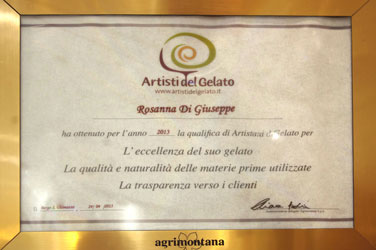 Artisti del Gelato
www.artistidelgelato.it
Rosanna Di Giuseppe
ha ottenuto per l'anno 2013 la qualifica di Artista del Gelato per
L'eccellenza del suo gelato
La qualità e naturalità delle materie prime utilizzate
La trasparenza verso i clienti
agrimontana